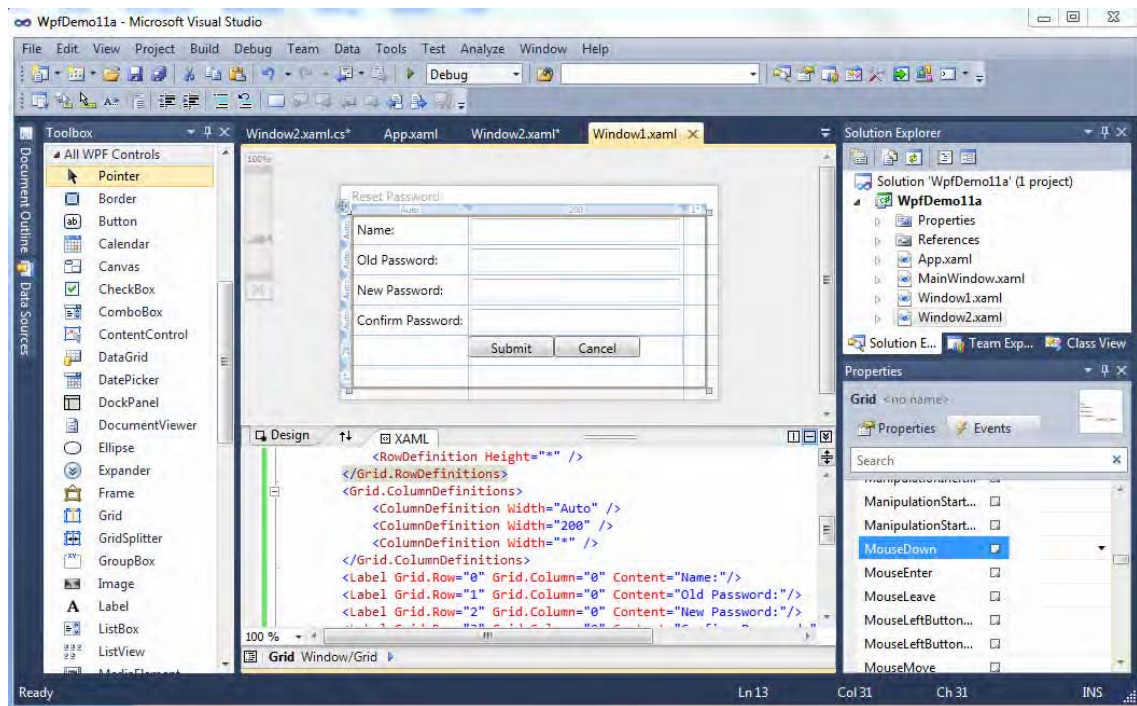 WpfDemo11a - Microsoft Visual Studio
File Edit View Project Build Debug Team Data Tools Test Analyze Window Help
Debug
Document Outline
Data Sources
Toolbox
All WPF Controls
Pointer
Border
Button
Calendar
Canvas
CheckBox
ComboBox
ContentControl
DataGrid
DatePicker
DockPanel
DocumentViewer
Ellipse
Expander
Frame
Grid
GridSplitter
GroupBox
Image
Label
ListBox
ListView
MediaElement
Window2.xaml.cs* App.xaml Window2.xaml* Window1.xaml
100%
Reset Password
Auto 200 1*
Name:
Old Password:
New Password:
Confirm Password:
Submit Cancel
Design XAML
<RowDefinition Height="*" />
</Grid.RowDefinitions>
<Grid.ColumnDefinitions>
<ColumnDefinition Width="Auto" />
<ColumnDefinition Width="200" />
<ColumnDefinition Width="*" />
</Grid.ColumnDefinitions>
<Label Grid.Row="0" Grid.Column="0" Content="Name:"/>
<Label Grid.Row="1" Grid.Column="0" Content="Old Password:"/>
<Label Grid.Row="2" Grid.Column="0" Content="New Password:"/>
100 %
Grid Window/Grid
Solution Explorer
Solution 'WpfDemo11a' (1 project)
WpfDemo11a
Properties
References
App.xaml
MainWindow.xaml
Window1.xaml
Window2.xaml
Solution E... Team Exp... Class View
Properties
Grid <no name>
Properties Events
Search
ManipulationStart...
ManipulationStart...
MouseDown
MouseEnter
MouseLeave
MouseLeftButton...
MouseLeftButton...
MouseMove
Ready Ln 13 Col 31 Ch 31 INS